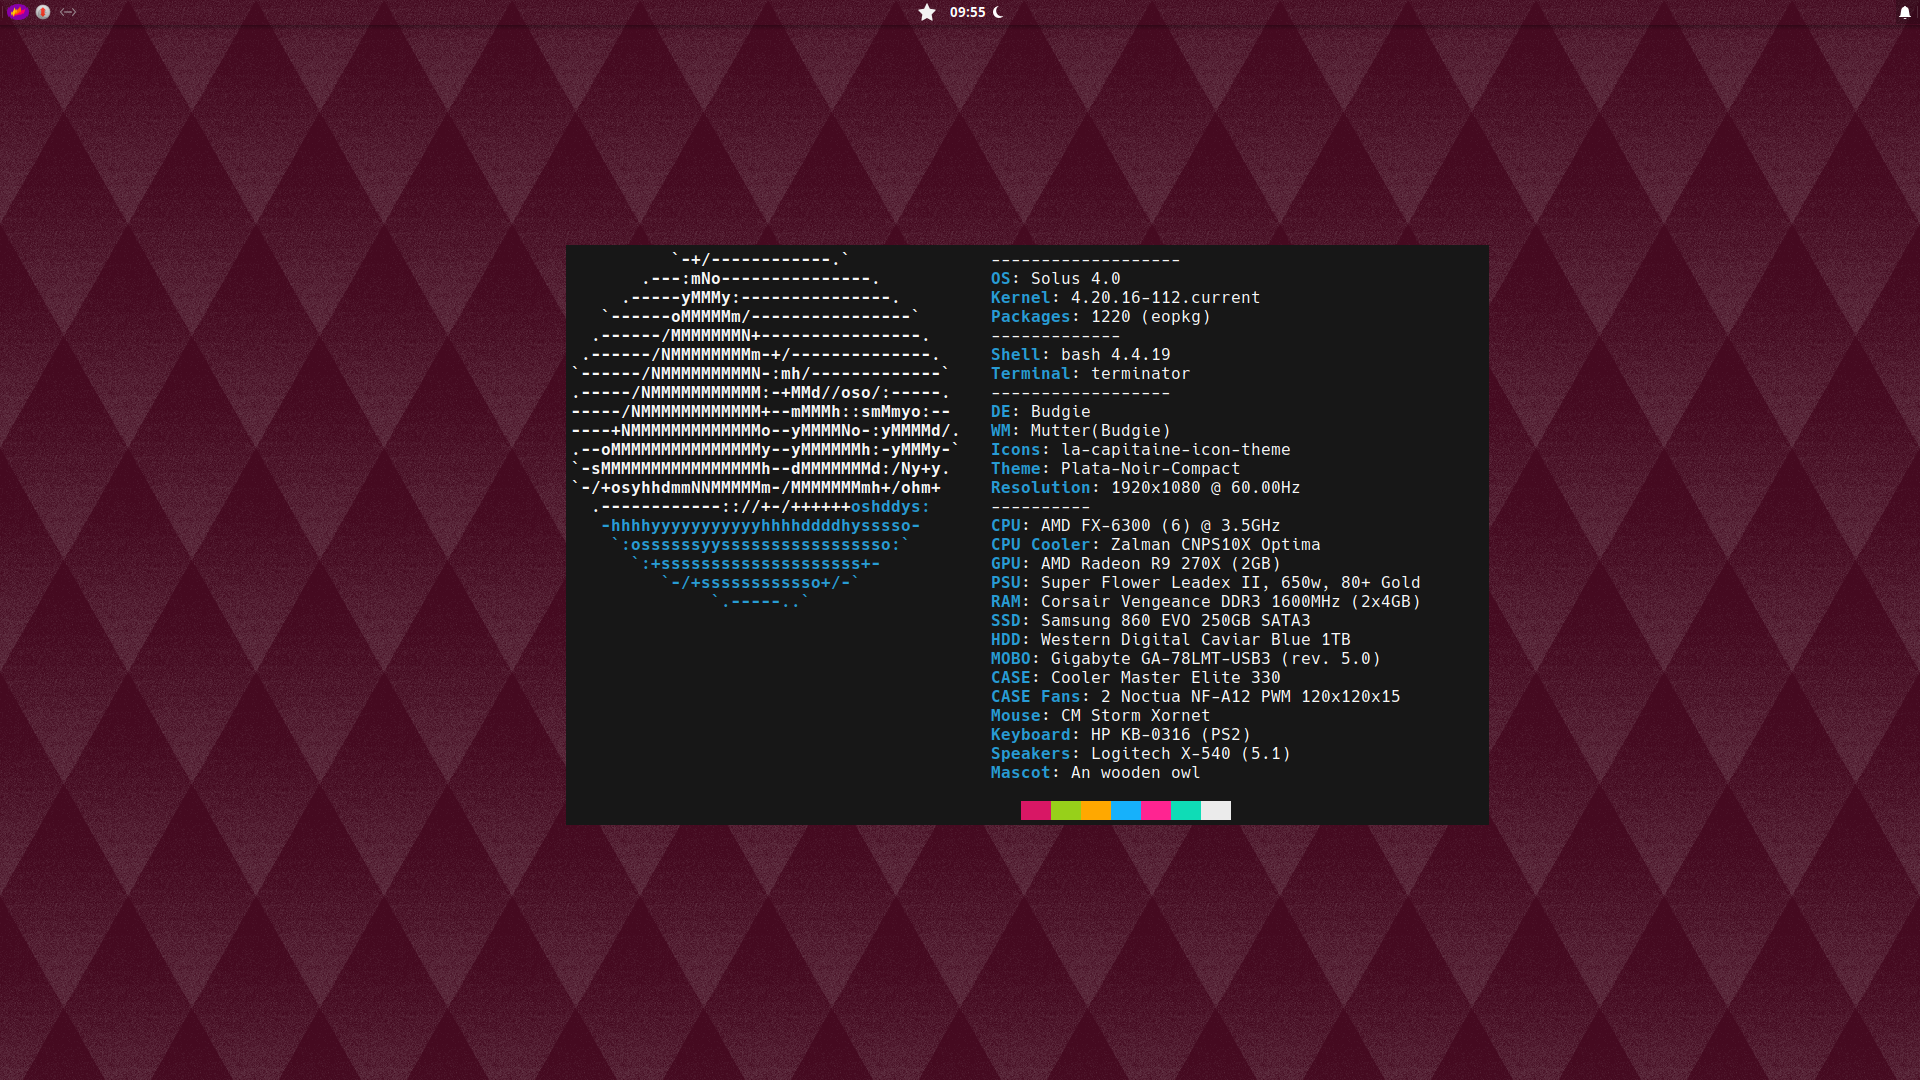 09:55
`-+/------------.`
.---:mNo---------------.
.-----yMMMy:---------------.
`------oMMMMMm/----------------`
.------/MMMMMMMN+----------------.
.------/NMMMMMMMMm-+/--------------.
`------/NMMMMMMMMMN-:mh/-------------`
.-----/NMMMMMMMMMMM:-+MMd//oso/:-----.
-----/NMMMMMMMMMMMM+--mMMMh::smMmyo:--
----+NMMMMMMMMMMMMMo--yMMMMNo-:yMMMMd/.
.--oMMMMMMMMMMMMMMMy--yMMMMMMh:-yMMMy-`
`-sMMMMMMMMMMMMMMMMh--dMMMMMMMd:/Ny+y.
`-/+osyhhdmmNNMMMMMm-/MMMMMMMmh+/ohm+
.------------:://+-/++++++oshddys:
-hhhhyyyyyyyyyyyhhhhddddhysssso-
`:ossssssyysssssssssssssssso:`
`:+ssssssssssssssssssss+-
`-/+sssssssssso+/-`
`.-----..`
-------------------
OS: Solus 4.0
Kernel: 4.20.16-112.current
Packages: 1220 (eopkg)
-------------
Shell: bash 4.4.19
Terminal: terminator
------------------
DE: Budgie
WM: Mutter(Budgie)
Icons: la-capitaine-icon-theme
Theme: Plata-Noir-Compact
Resolution: 1920x1080 @ 60.00Hz
----------
CPU: AMD FX-6300 (6) @ 3.5GHz
CPU Cooler: Zalman CNPS10X Optima
GPU: AMD Radeon R9 270X (2GB)
PSU: Super Flower Leadex II, 650w, 80+ Gold
RAM: Corsair Vengeance DDR3 1600MHz (2x4GB)
SSD: Samsung 860 EVO 250GB SATA3
HDD: Western Digital Caviar Blue 1TB
MOBO: Gigabyte GA-78LMT-USB3 (rev. 5.0)
CASE: Cooler Master Elite 330
CASE Fans: 2 Noctua NF-A12 PWM 120x120x15
Mouse: CM Storm Xornet
Keyboard: HP KB-0316 (PS2)
Speakers: Logitech X-540 (5.1)
Mascot: An wooden owl